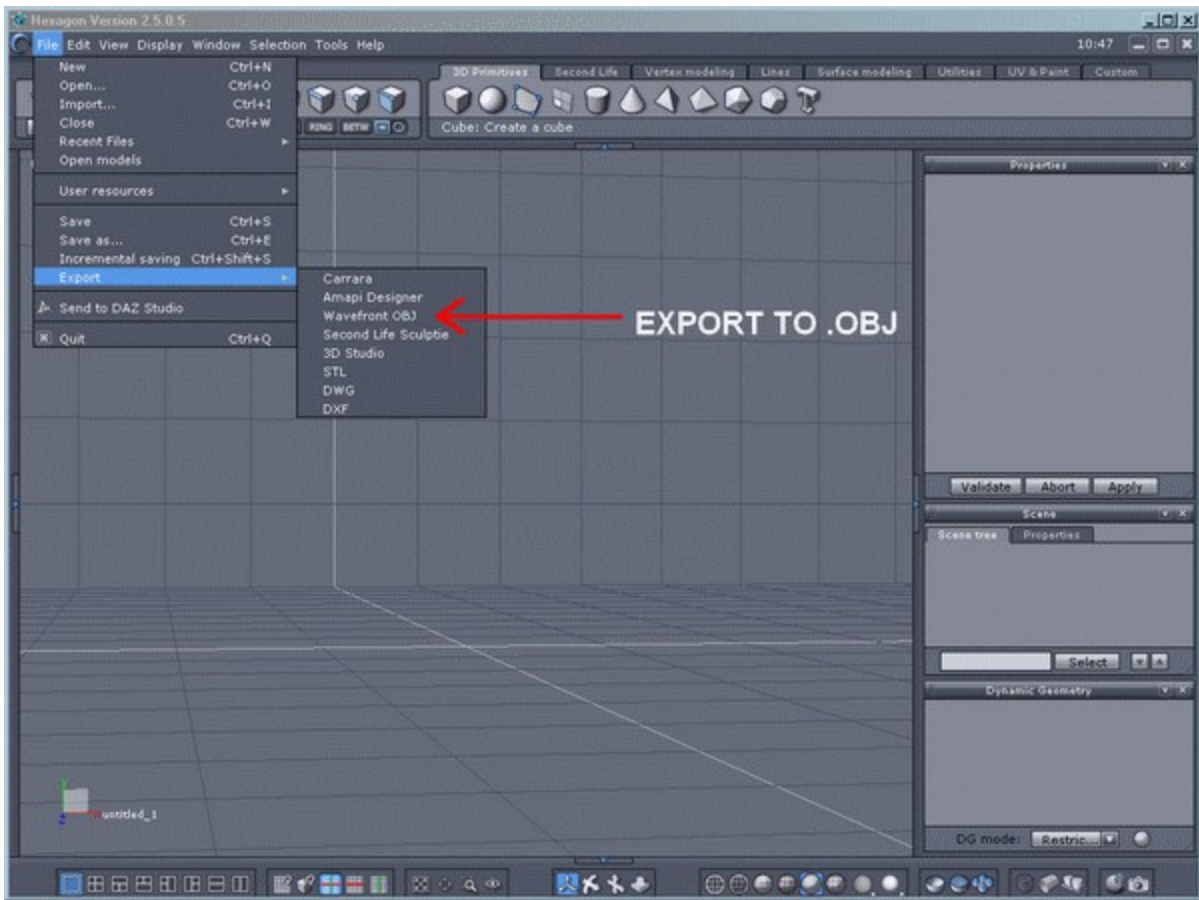 Hexagon Version 2.5.0.5
File Edit View Display Window Selection Tools Help 10:47
New Ctrl+N
Open... Ctrl+O
Import... Ctrl+I
Close Ctrl+W
Recent Files
Open models
User resources
Save Ctrl+S
Save as... Ctrl+E
Incremental saving Ctrl+Shift+S
Export
Send to DAZ Studio
Quit Ctrl+Q
Carrara
Amapi Designer
Wavefront OBJ
Second Life Sculptie
3D Studio
STL
DWG
DXF
EXPORT TO .OBJ
3D Primitives Second Life Vertex modeling Lines Surface modeling Utilities UV & Paint Custom
RING BETW
Cube: Create a cube
Properties
Validate Abort Apply
Scene
Scene tree Properties
Select
Dynamic Geometry
DG mode: Restric...
untitled_1